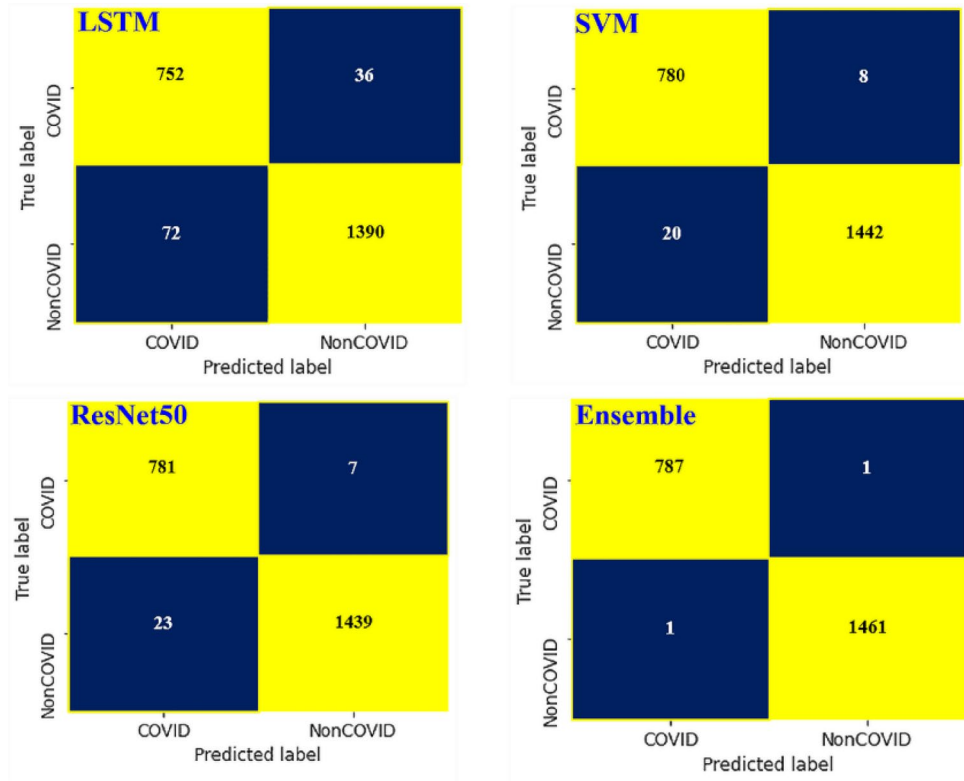 LSTM
752 36
72 1390
True label
COVID
NonCOVID
COVID NonCOVID
Predicted label
SVM
780 8
20 1442
True label
COVID
NonCOVID
COVID NonCOVID
Predicted label
ResNet50
781 7
23 1439
True label
COVID
NonCOVID
COVID NonCOVID
Predicted label
Ensemble
787 1
1 1461
True label
COVID
NonCOVID
COVID NonCOVID
Predicted label